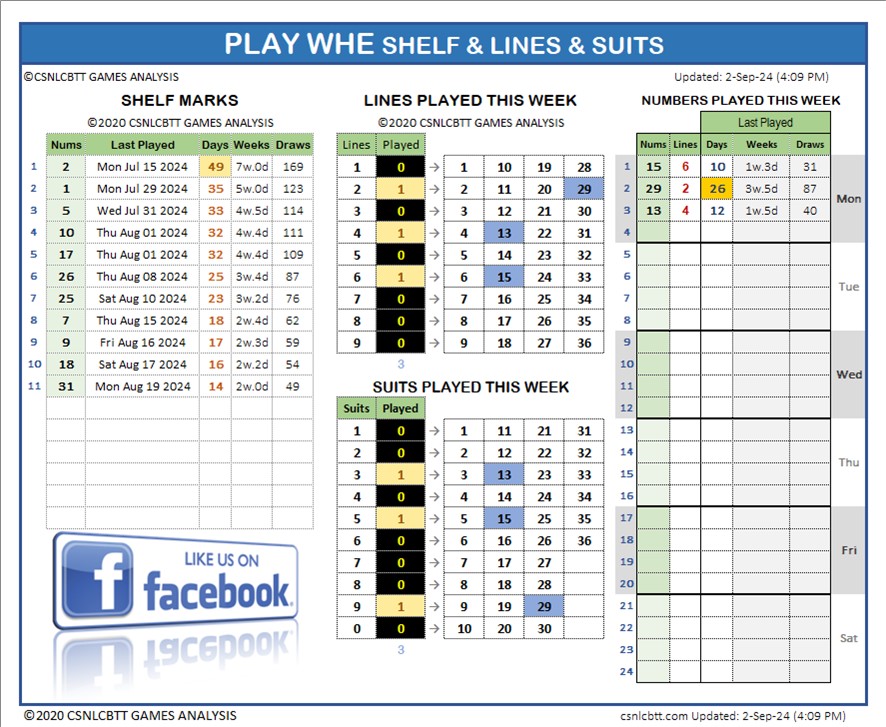 PLAY WHE SHELF & LINES & SUITS
©CSNLCBTT GAMES ANALYSIS
Updated: 2-Sep-24 (4:09 PM)
SHELF MARKS
©2020 CSNLCBTT GAMES ANALYSIS
Nums Last Played Days Weeks Draws
1 2 Mon Jul 15 2024 49 7w.0d 169
2 1 Mon Jul 29 2024 35 5w.0d 123
3 5 Wed Jul 31 2024 33 4w.5d 114
4 10 Thu Aug 01 2024 32 4w.4d 111
5 17 Thu Aug 01 2024 32 4w.4d 109
6 26 Thu Aug 08 2024 25 3w.4d 87
7 25 Sat Aug 10 2024 23 3w.2d 76
8 7 Thu Aug 15 2024 18 2w.4d 62
9 9 Fri Aug 16 2024 17 2w.3d 59
10 18 Sat Aug 17 2024 16 2w.2d 54
11 31 Mon Aug 19 2024 14 2w.0d 49
LIKE US ON
facebook.
LINES PLAYED THIS WEEK
©2020 CSNLCBTT GAMES ANALYSIS
Lines Played
1 0 → 1 10 19 28
2 1 → 2 11 20 29
3 0 → 3 12 21 30
4 1 → 4 13 22 31
5 0 → 5 14 23 32
6 1 → 6 15 24 33
7 0 → 7 16 25 34
8 0 → 8 17 26 35
9 0 → 9 18 27 36
3
SUITS PLAYED THIS WEEK
Suits Played
1 0 → 1 11 21 31
2 0 → 2 12 22 32
3 1 → 3 13 23 33
4 0 → 4 14 24 34
5 1 → 5 15 25 35
6 0 → 6 16 26 36
7 0 → 7 17 27
8 0 → 8 18 28
9 1 → 9 19 29
0 0 → 10 20 30
3
NUMBERS PLAYED THIS WEEK
Last Played
Nums Lines Days Weeks Draws
1 15 6 10 1w.3d 31
2 29 2 26 3w.5d 87
3 13 4 12 1w.5d 40
4
Mon
5
6
7
8
Tue
9
10
11
12
Wed
13
14
15
16
Thu
17
18
19
20
Fri
21
22
23
24
Sat
©2020 CSNLCBTT GAMES ANALYSIS
csnlcbtt.com Updated: 2-Sep-24 (4:09 PM)